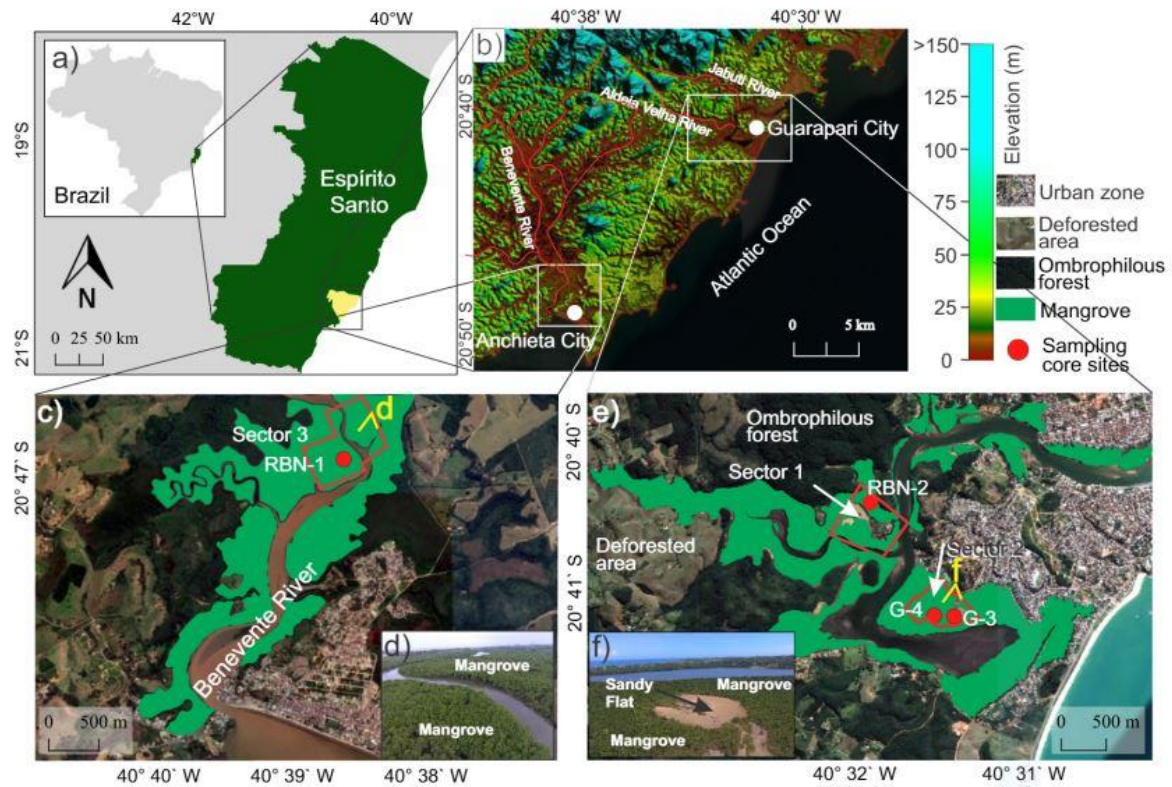 42°W
40° W
40°38' W
40°30' W
a)
19°S
21°S
Brazil
Espírito
Santo
N
0 25 50 km
b)
20°40' S
20°50' S
Jabuti River
Aldeia Velha River
Guarapari City
Benevente River
Atlantic Ocean
Anchieta City
0 5 km
>150
125
100
50
25
0
Elevation (m)
Urban zone
Deforested
area
Ombrophilous
forest
Mangrove
Sampling
core sites
c)
20° 47' S
Sector 3
d
RBN-1
Benevente River
0 500 m
d)
Mangrove
Mangrove
40° 40' W
40° 39' W
40° 38' W
e)
20° 40' S
20° 41` S
Ombrophilous
forest
Sector 1
RBN-2
Deforested
area
Sector 2
f
G-4
G-3
f)
Sandy
Flat
Mangrove
Mangrove
0 500 m
40° 32' W
40° 31' W